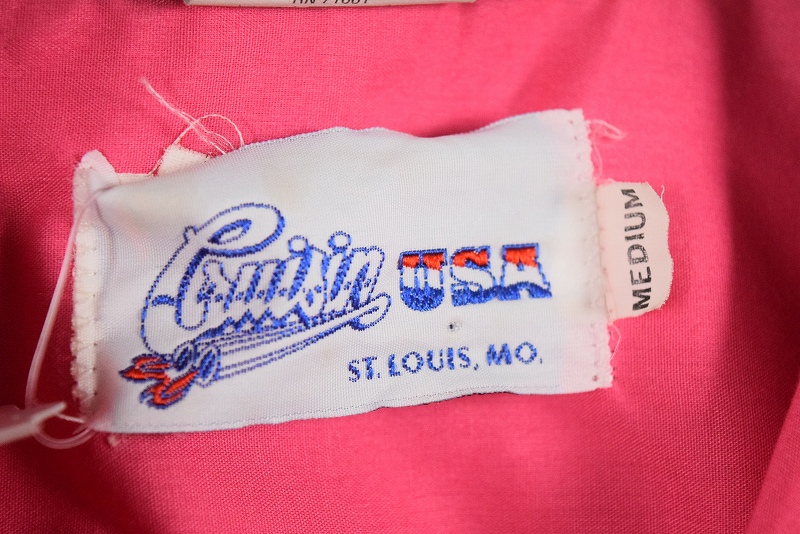 Cruisin USA
ST. LOUIS, MO.
MEDIUM